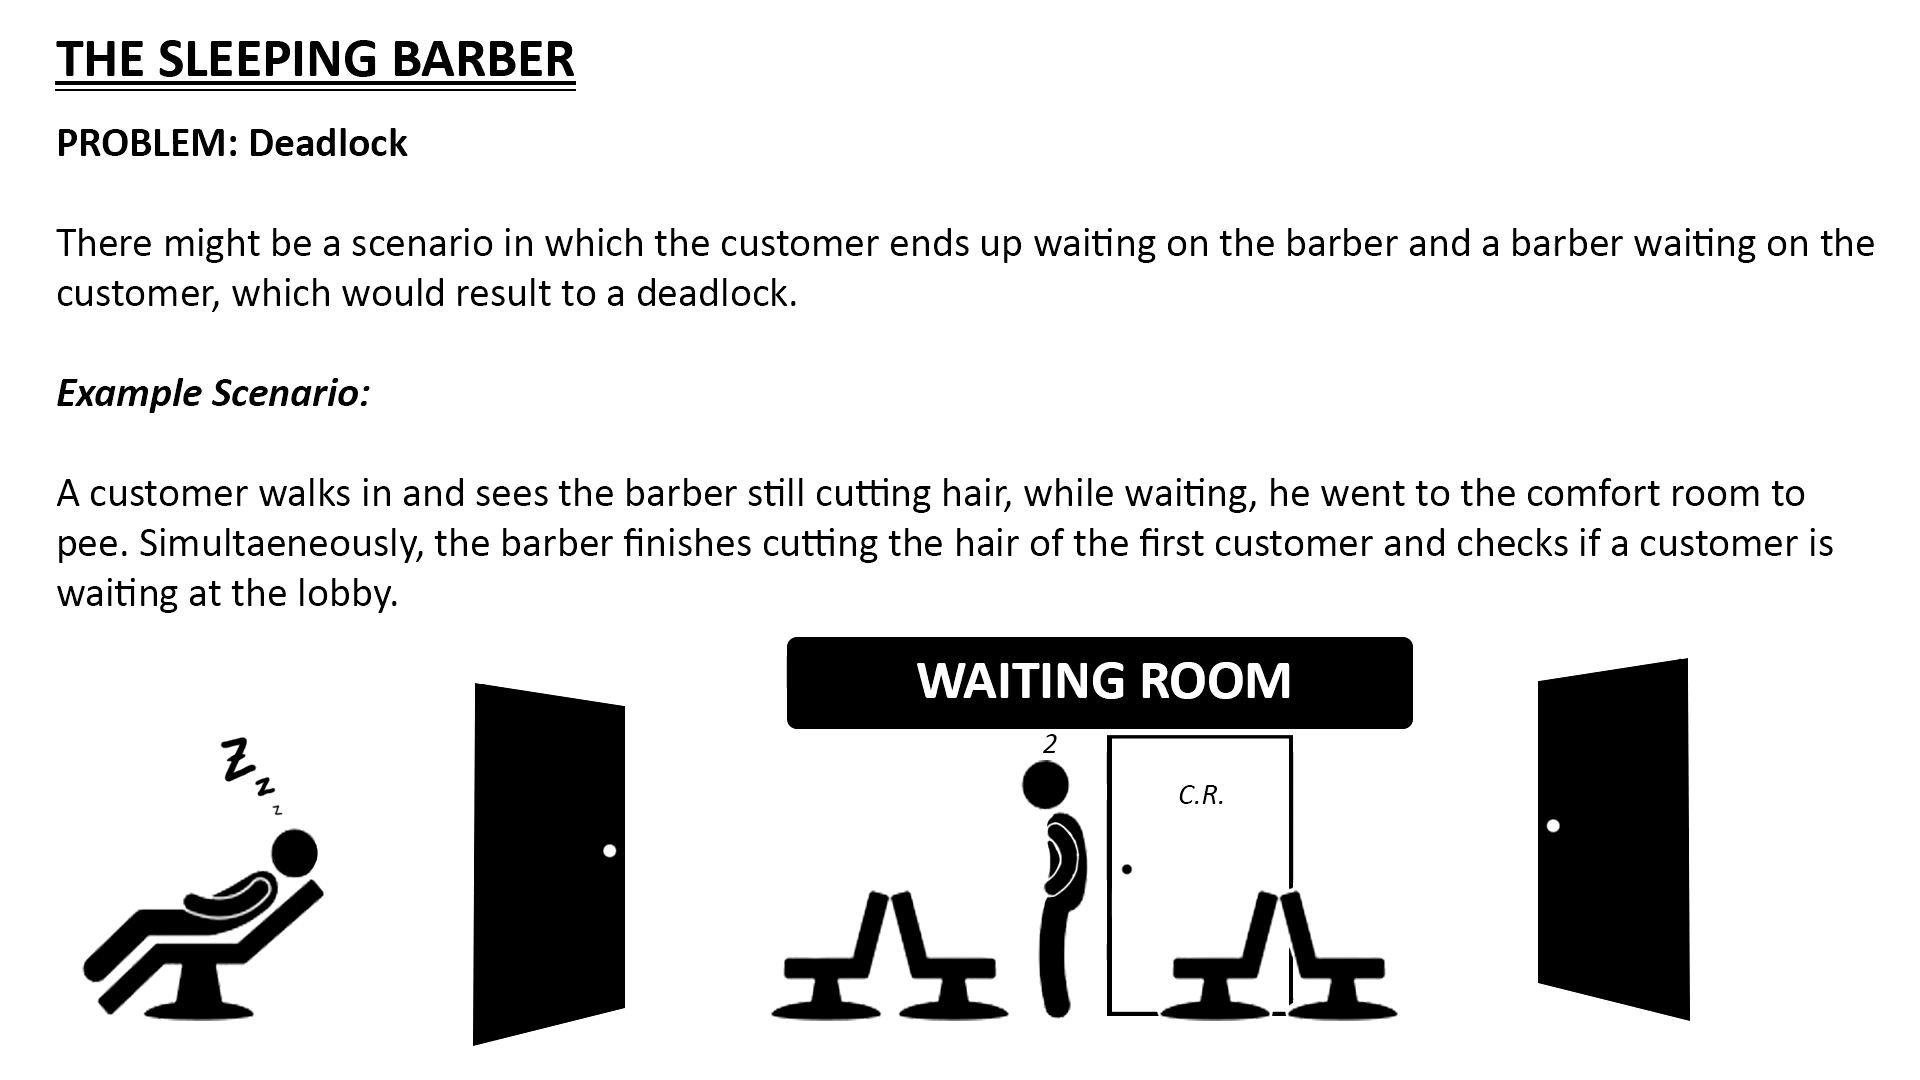 THE SLEEPING BARBER
PROBLEM: Deadlock
There might be a scenario in which the customer ends up waiting on the barber and a barber waiting on the
customer, which would result to a deadlock.
Example Scenario:
A customer walks in and sees the barber still cutting hair, while waiting, he went to the comfort room to
pee. Simultaeneously, the barber finishes cutting the hair of the first customer and checks if a customer is
waiting at the lobby.
WAITING ROOM
Z
z
z
2
C.R.